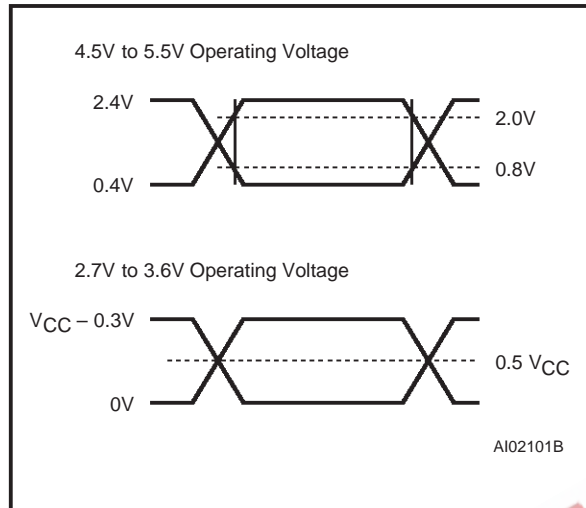 4.5V to 5.5V Operating Voltage
2.4V
2.0V
0.8V
0.4V
2.7V to 3.6V Operating Voltage
VCC – 0.3V
0.5 VCC
0V
AI02101B